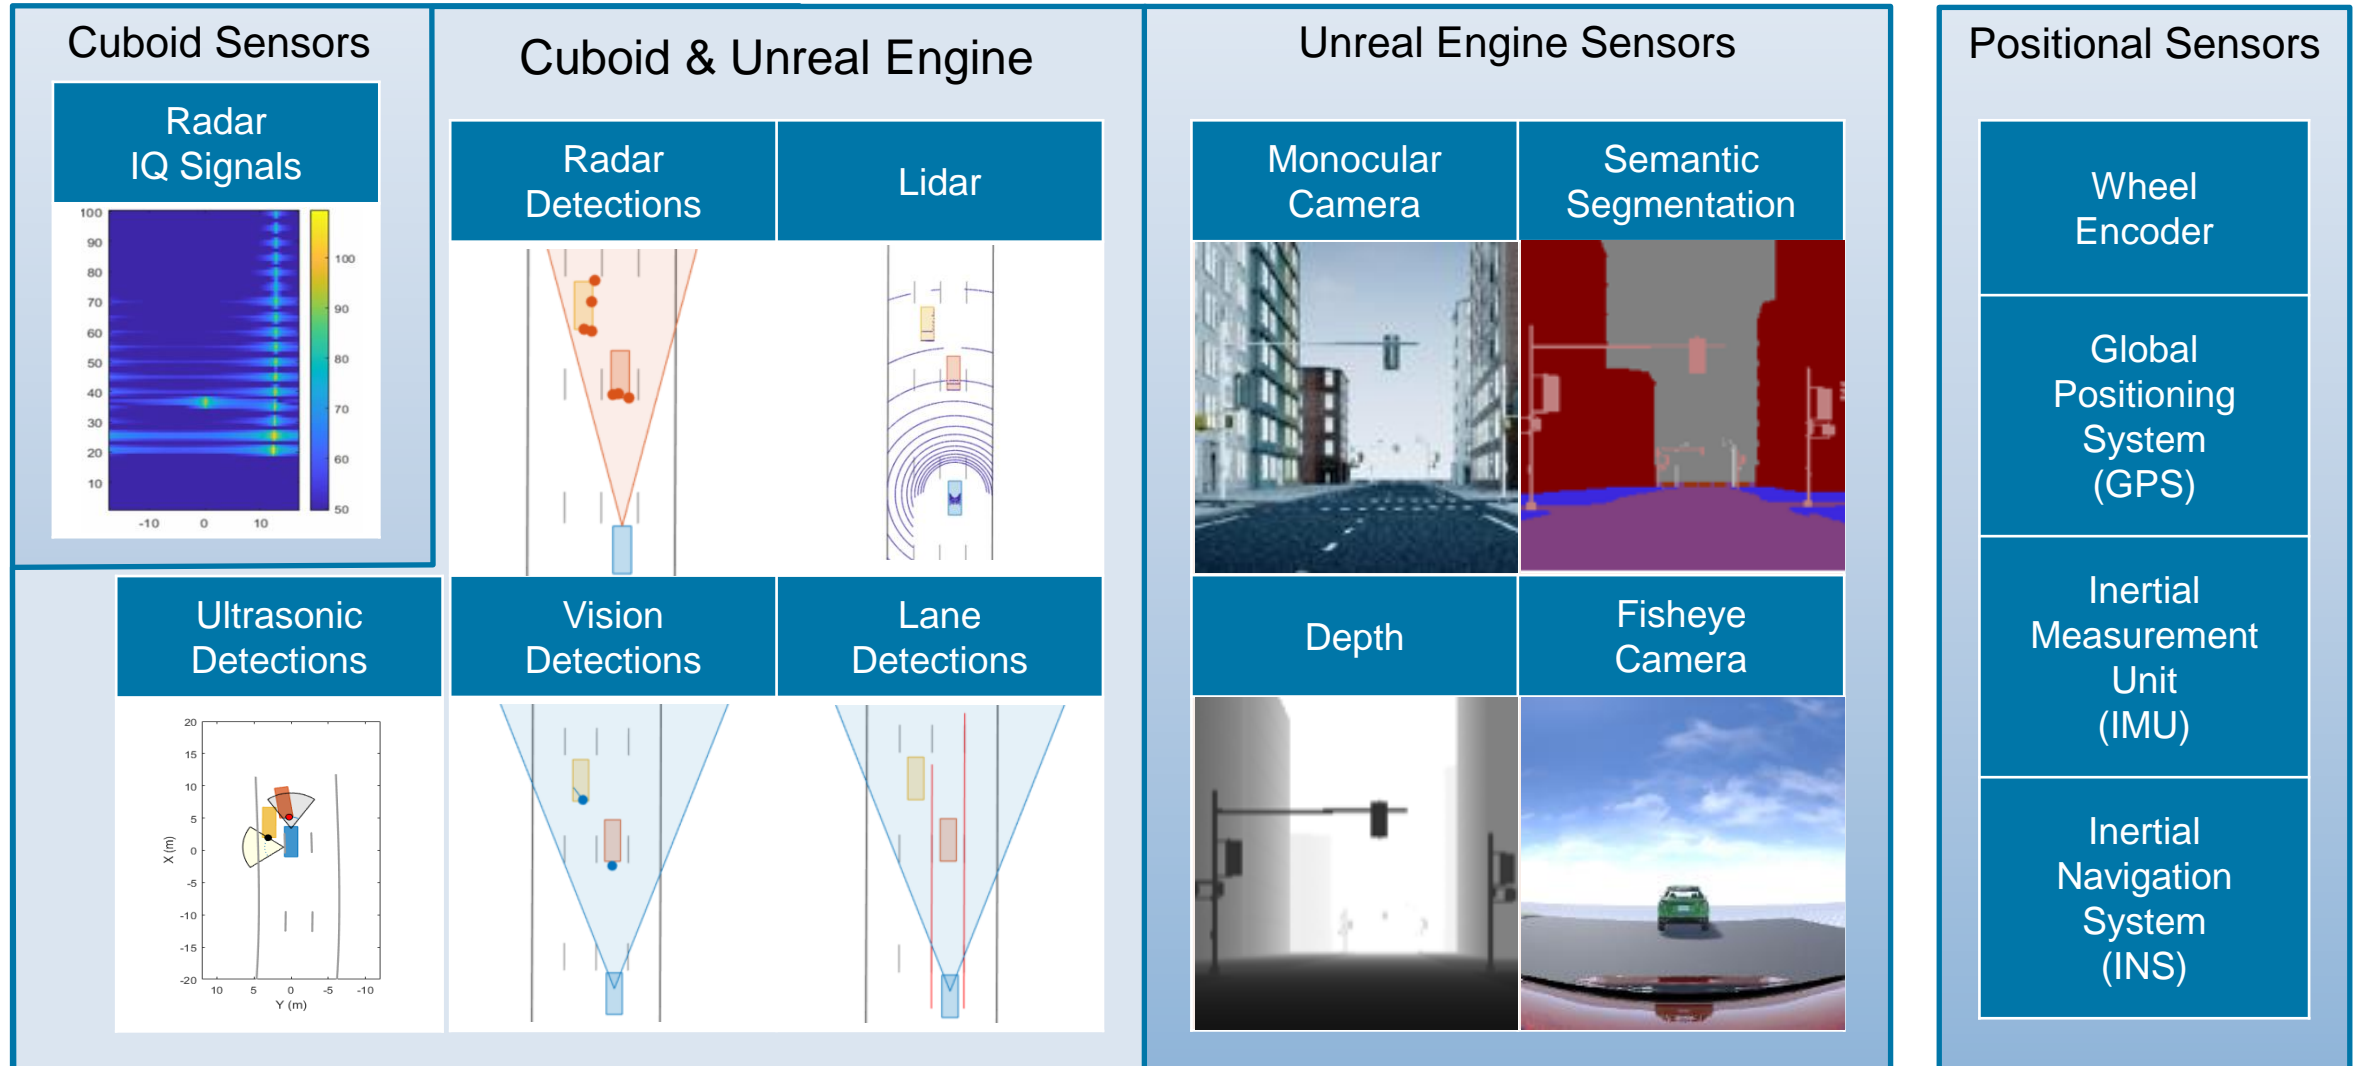 Cuboid Sensors
Radar
IQ Signals
100
90
80
70
60
50
40
30
20
10
-10
0
10
100
90
80
70
60
50
Cuboid & Unreal Engine
Radar
Detections
Lidar
Ultrasonic
Detections
20
15
10
5
0
-5
-10
-15
-20
X (m)
10
5
0
-5
-10
Y (m)
Vision
Detections
Lane
Detections
Unreal Engine Sensors
Monocular
Camera
Semantic
Segmentation
Depth
Fisheye
Camera
Positional Sensors
Wheel
Encoder
Global
Positioning
System
(GPS)
Inertial
Measurement
Unit
(IMU)
Inertial
Navigation
System
(INS)